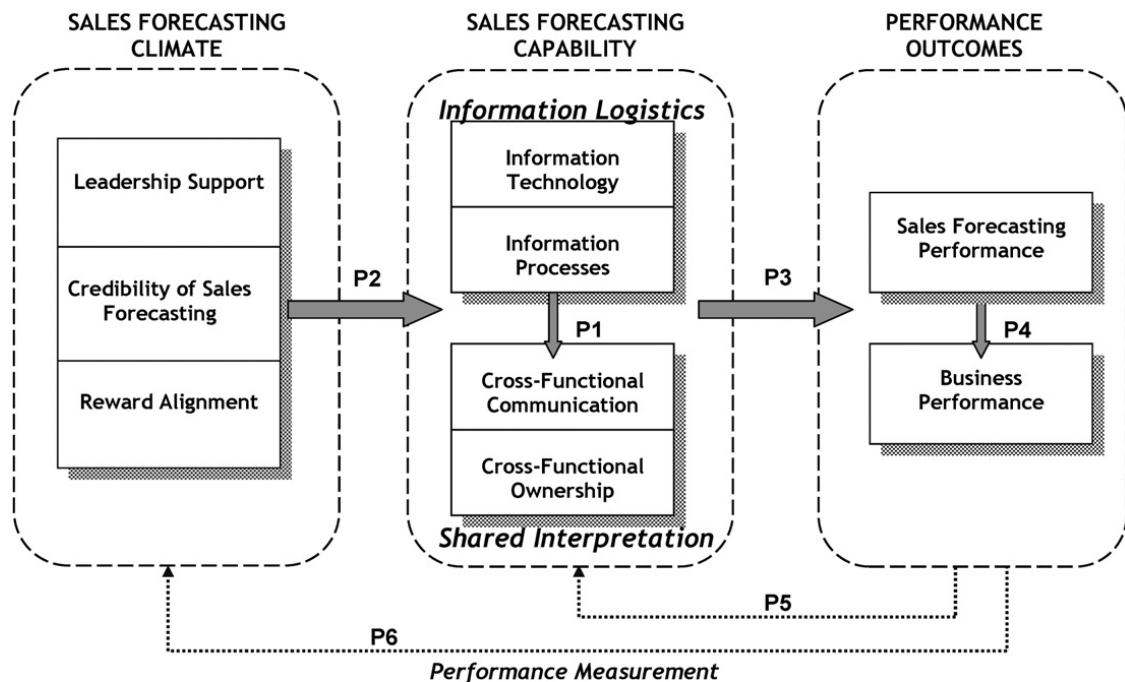 SALES FORECASTING
CLIMATE
Leadership Support
Credibility of Sales
Forecasting
Reward Alignment
P2
SALES FORECASTING
CAPABILITY
Information Logistics
Information
Technology
Information
Processes
P1
Cross-Functional
Communication
Cross-Functional
Ownership
Shared Interpretation
P3
PERFORMANCE
OUTCOMES
Sales Forecasting
Performance
P4
Business
Performance
P5
P6
Performance Measurement